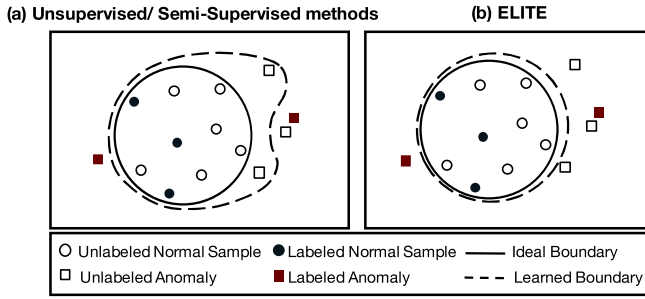 (a) Unsupervised/ Semi-Supervised methods
(b) ELITE
Unlabeled Normal Sample
Labeled Normal Sample
Ideal Boundary
Unlabeled Anomaly
Labeled Anomaly
Learned Boundary